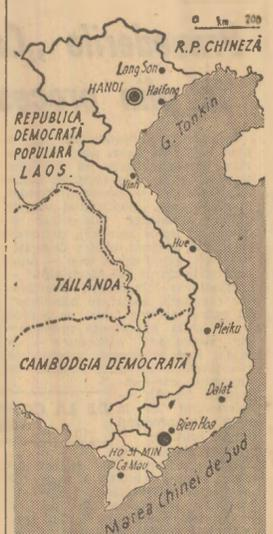 0 km 200
R.P. CHINEZĂ
Lang Son
HANOI
Haifong
G. Tonkin
REPUBLICA
DEMOCRATĂ
POPULARĂ
LAOS.
Vinh
Hue
TAILANDA
Pleiku
CAMBODGIA DEMOCRATĂ
Dalat
Bien Hoa
HO ȘI MIN
Ca Mau
Marea Chinei de Sud